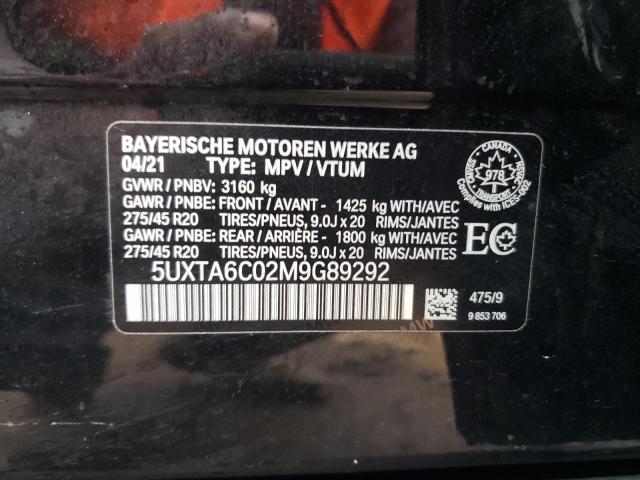 BAYERISCHE MOTOREN WERKE AG
04/21 TYPE: MPV / VTUM
GVWR / PNBV: 3160 kg
GAWR / PNBE: FRONT / AVANT - 1425 kg WITH/AVEC
275/45 R20 TIRES/PNEUS, 9.0J x 20 RIMS/JANTES
GAWR / PNBE: REAR / ARRIÈRE - 1800 kg WITH/AVEC
275/45 R20 TIRES/PNEUS, 9.0J x 20 RIMS/JANTES
5UXTA6C02M9G89292
CANADA
978
TRANSPORT
Complies with ICES-002
EC
475/9
9 853 706
BMW